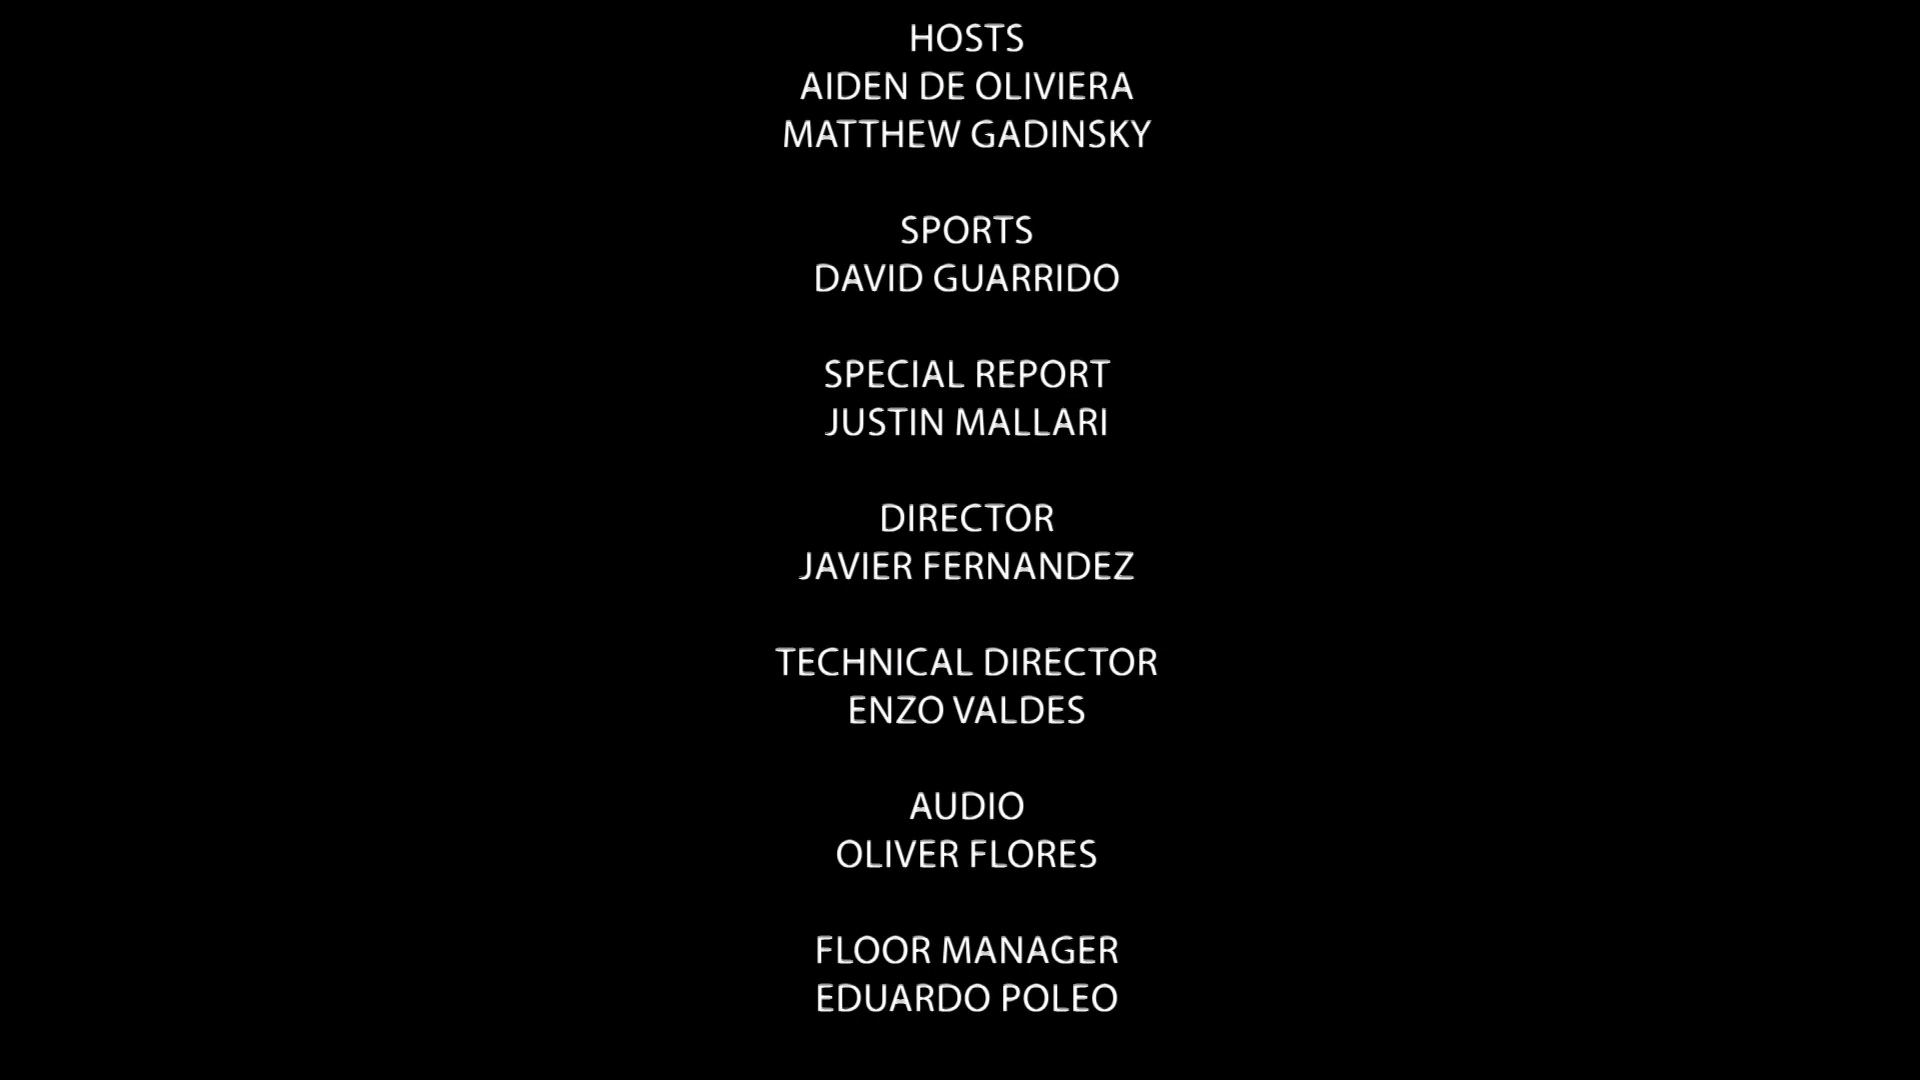 HOSTS
AIDEN DE OLIVIERA
MATTHEW GADINSKY
SPORTS
DAVID GUARRIDO
SPECIAL REPORT
JUSTIN MALLARI
DIRECTOR
JAVIER FERNANDEZ
TECHNICAL DIRECTOR
ENZO VALDES
AUDIO
OLIVER FLORES
FLOOR MANAGER
EDUARDO POLEO